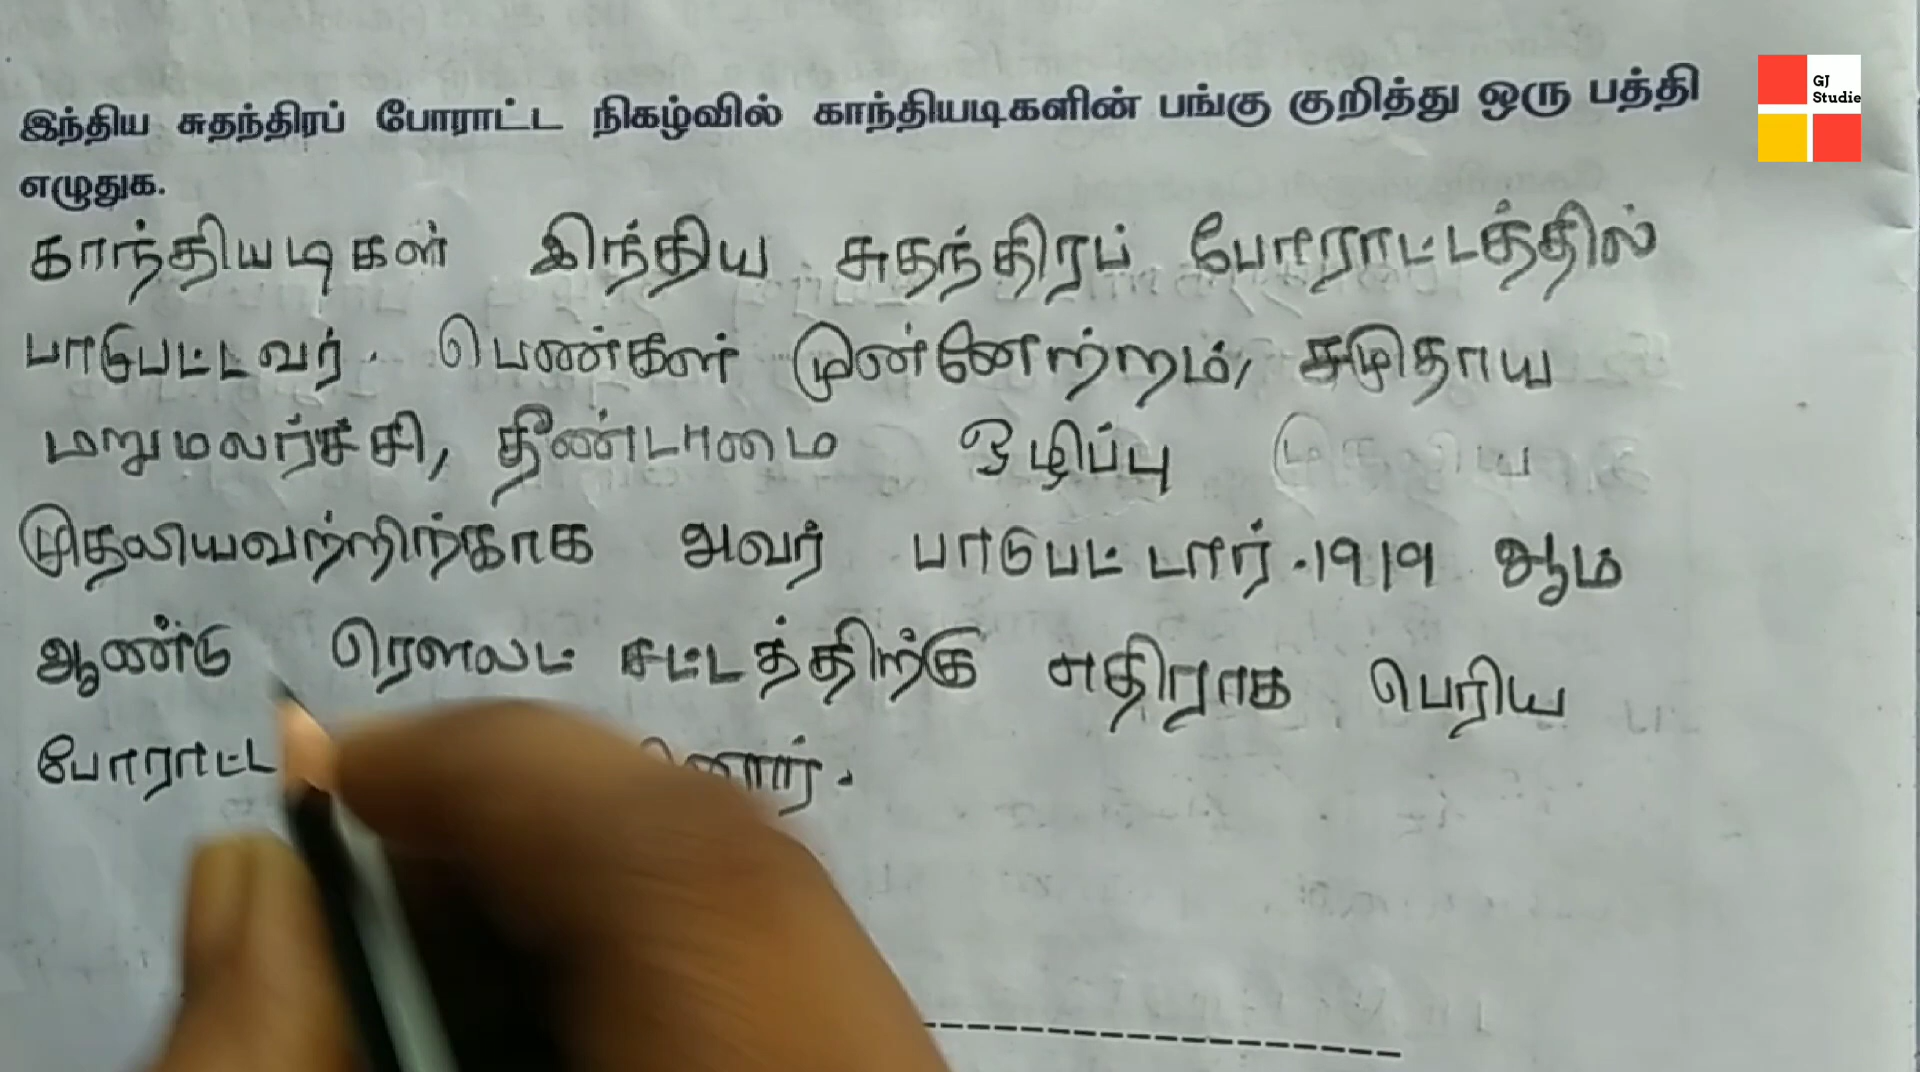 இந்திய சுதந்திரப் போராட்ட நிகழ்வில் காந்தியடிகளின் பங்கு குறித்து ஒரு பத்தி
எழுதுக.
GJ
Studie
காந்தியடிகள் இந்திய சுதந்திரப் போராட்டத்தில்
பாடுபட்டவர். பெண்கள் முன்னேற்றம், சமுதாய
மறுமலர்ச்சி, தீண்டாமை ஒழிப்பு
முதலியவற்றிற்காக அவர் பாடுபட்டார். 1919 ஆம
ஆண்டு ரௌலட் சட்டத்திற்கு எதிராக பெரிய
போராட்ட